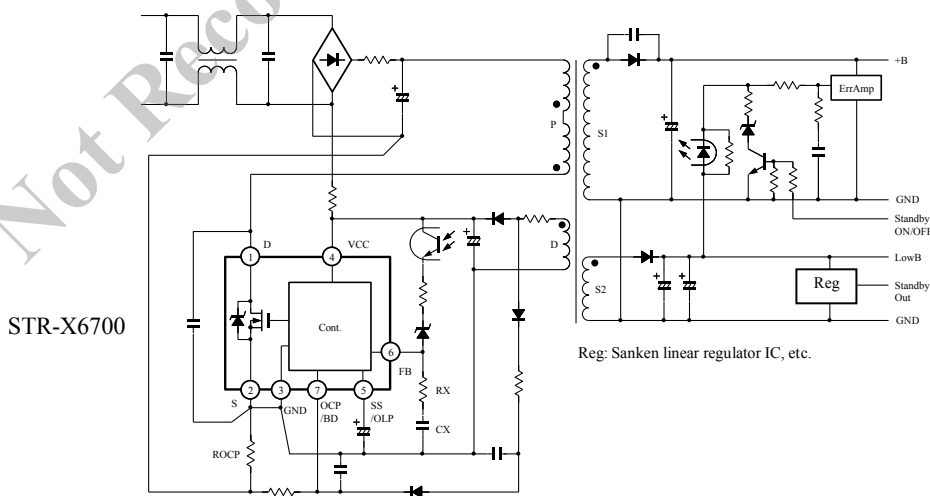 Not Reco
+B
ErrAmp
P
S1
GND
Standby
ON/OFF
D
VCC
D
1
4
LowB
S2
Reg
Standby
Out
STR-X6700
Cont.
GND
6
FB
Reg: Sanken linear regulator IC, etc.
2
3
7
5
S
GND
OCP
/BD
SS
/OLP
RX
CX
ROCP